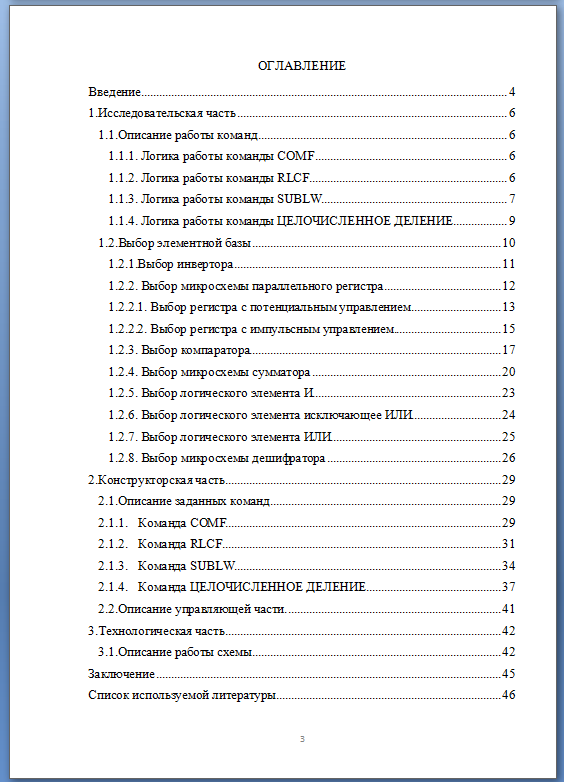 ОГЛАВЛЕНИЕ
Введение 4
1.Исследовательская часть 6
1.1.Описание работы команд 6
1.1.1. Логика работы команды COMF 6
1.1.2. Логика работы команды RLCF 6
1.1.3. Логика работы команды SUBLW 7
1.1.4. Логика работы команды ЦЕЛОЧИСЛЕННОЕ ДЕЛЕНИЕ 9
1.2.Выбор элементной базы 10
1.2.1.Выбор инвертора 11
1.2.2. Выбор микросхемы параллельного регистра 12
1.2.2.1. Выбор регистра с потенциальным управлением 13
1.2.2.2. Выбор регистра с импульсным управлением 15
1.2.3. Выбор компаратора 17
1.2.4. Выбор микросхемы сумматора 20
1.2.5. Выбор логического элемента И 23
1.2.6. Выбор логического элемента исключающее ИЛИ 24
1.2.7. Выбор логического элемента ИЛИ 25
1.2.8. Выбор микросхемы дешифратора 26
2.Конструкторская часть 29
2.1.Описание заданных команд 29
2.1.1. Команда COMF 29
2.1.2. Команда RLCF 31
2.1.3. Команда SUBLW 34
2.1.4. Команда ЦЕЛОЧИСЛЕННОЕ ДЕЛЕНИЕ 37
2.2.Описание управляющей части 41
3.Технологическая часть 42
3.1.Описание работы схемы 42
Заключение 45
Список используемой литературы 46
3